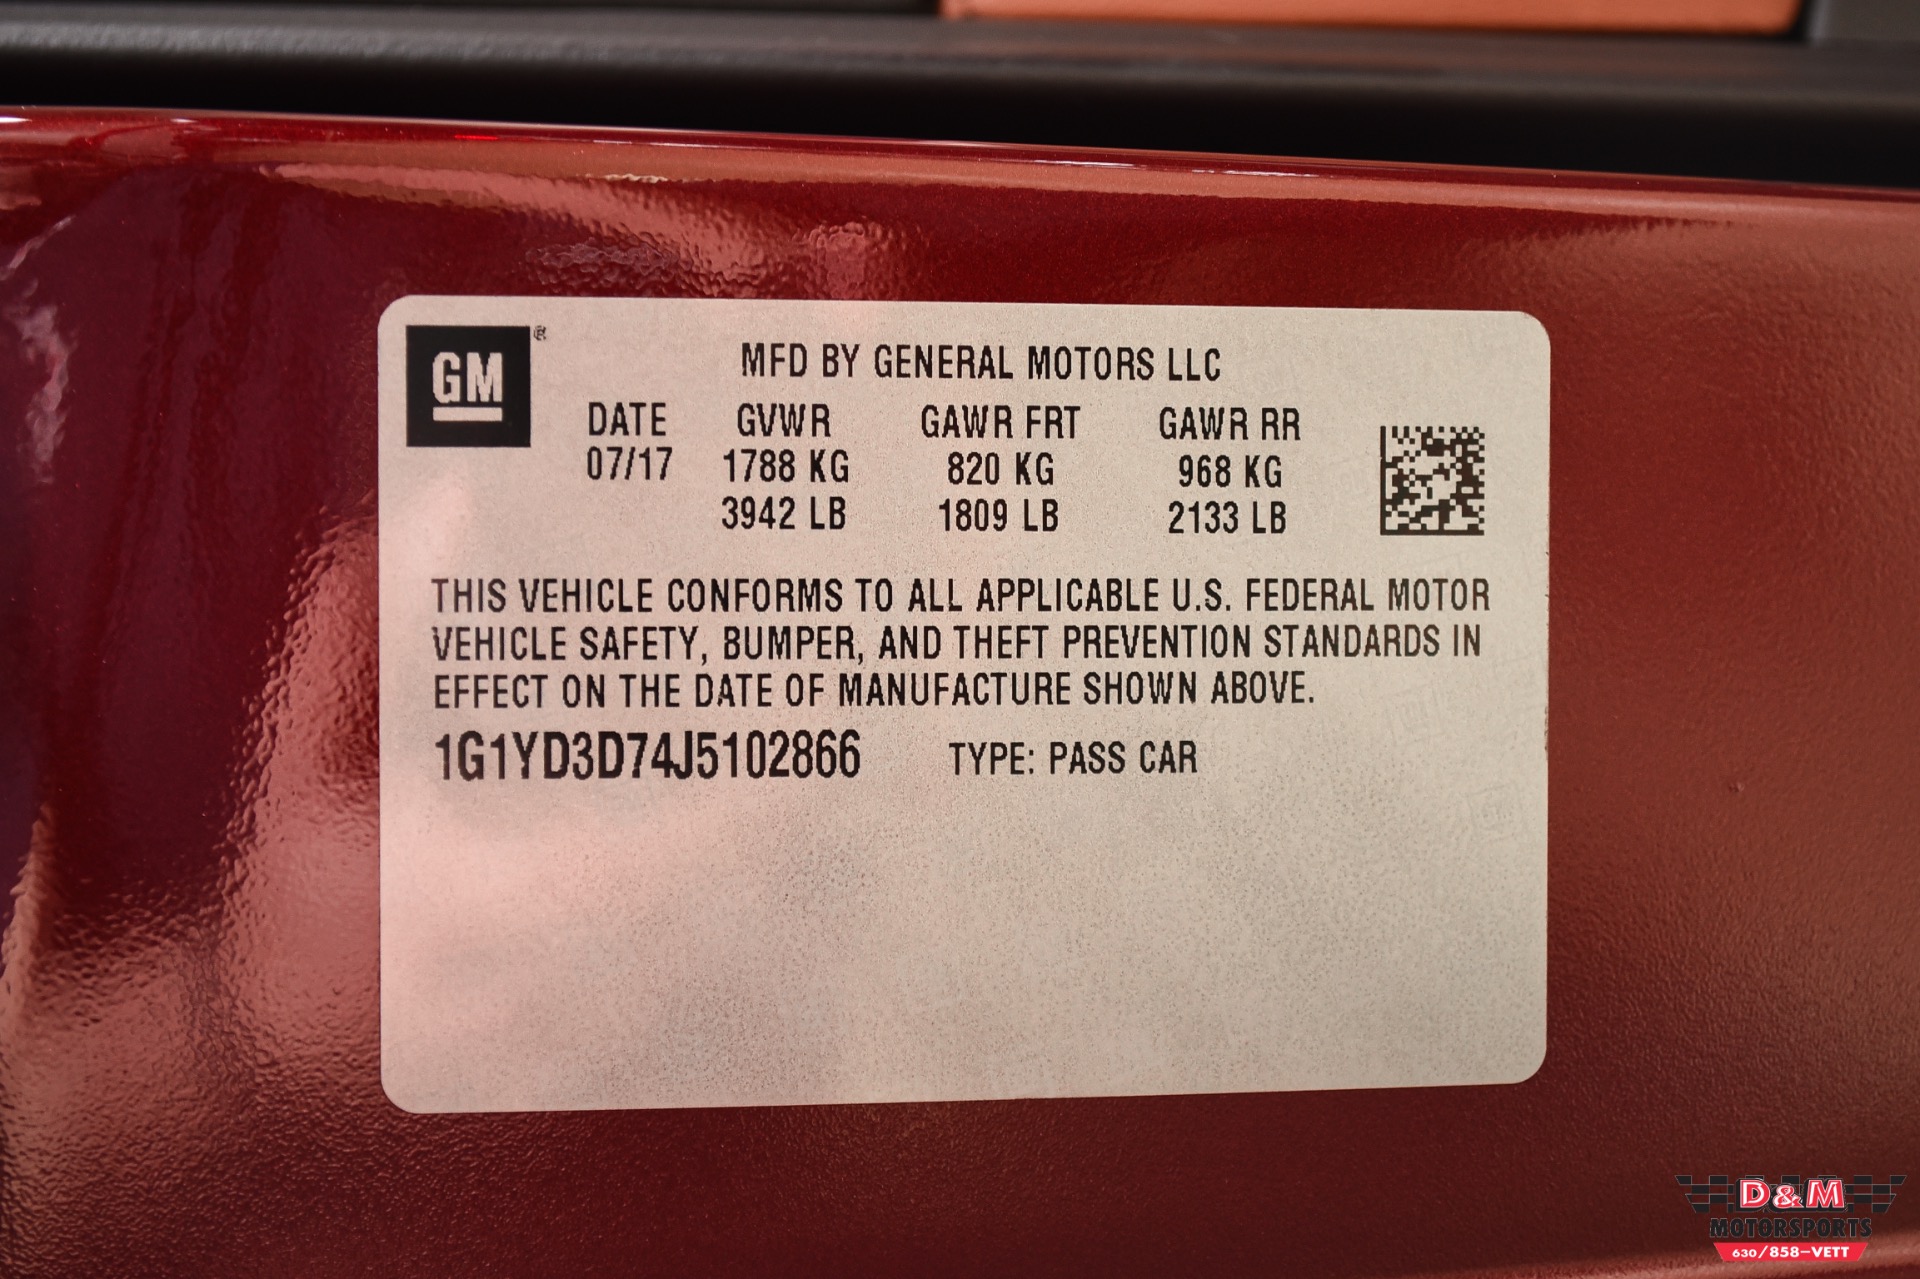 GM ®
MFD BY GENERAL MOTORS LLC
DATE GVWR GAWR FRT GAWR RR
07/17 1788 KG 820 KG 968 KG
3942 LB 1809 LB 2133 LB
THIS VEHICLE CONFORMS TO ALL APPLICABLE U.S. FEDERAL MOTOR
VEHICLE SAFETY, BUMPER, AND THEFT PREVENTION STANDARDS IN
EFFECT ON THE DATE OF MANUFACTURE SHOWN ABOVE.
1G1YD3D74J5102866 TYPE: PASS CAR
D&M
MOTORSPORTS
630/858-VETT